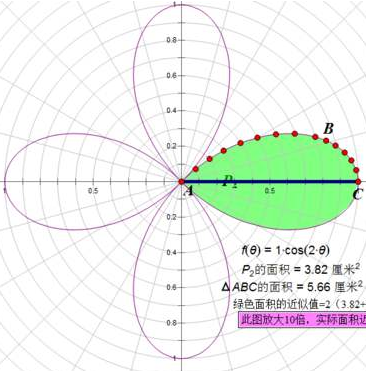 1
0.8
0.6
0.4
0.2
B
A
P₂
1
0.5
0.5
C
0.2
0.4
0.6
0.8
1
f(θ) = 1·cos(2·θ)
P₂的面积 = 3.82 厘米²
ΔABC的面积 = 5.66 厘米²
绿色面积的近似值=2（3.82+
此图放大10倍，实际面积近